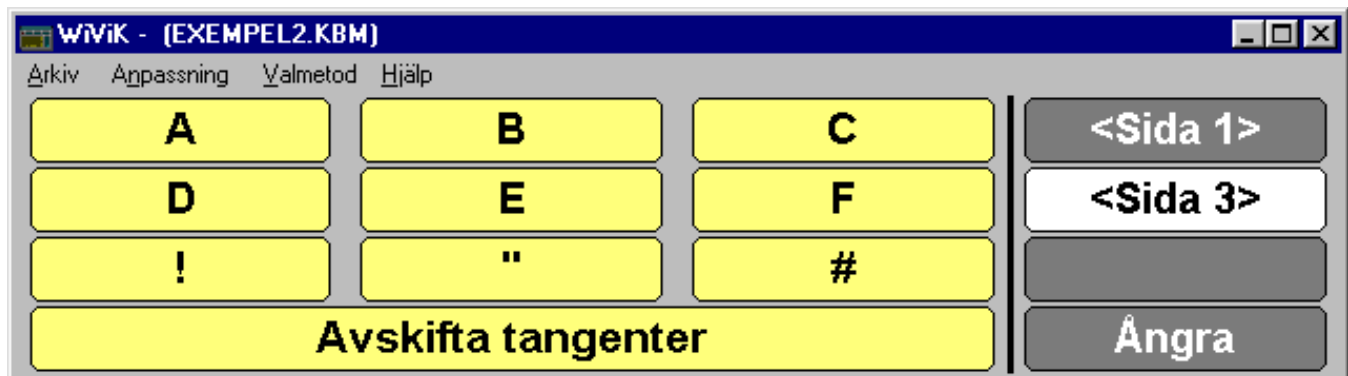 WiViK - (EXEMPEL2.KBM)
Arkiv Anpassning Valmetod Hjälp
A B C <Sida 1>
D E F <Sida 3>
! " #
Avskifta tangenter Ångra